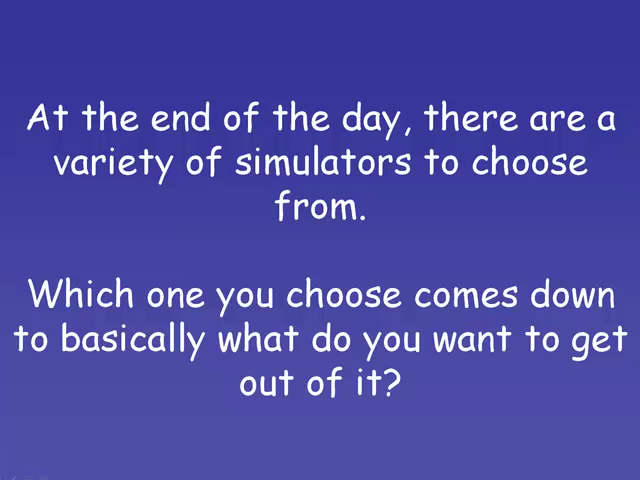 At the end of the day, there are a
variety of simulators to choose
from.
Which one you choose comes down
to basically what do you want to get
out of it?